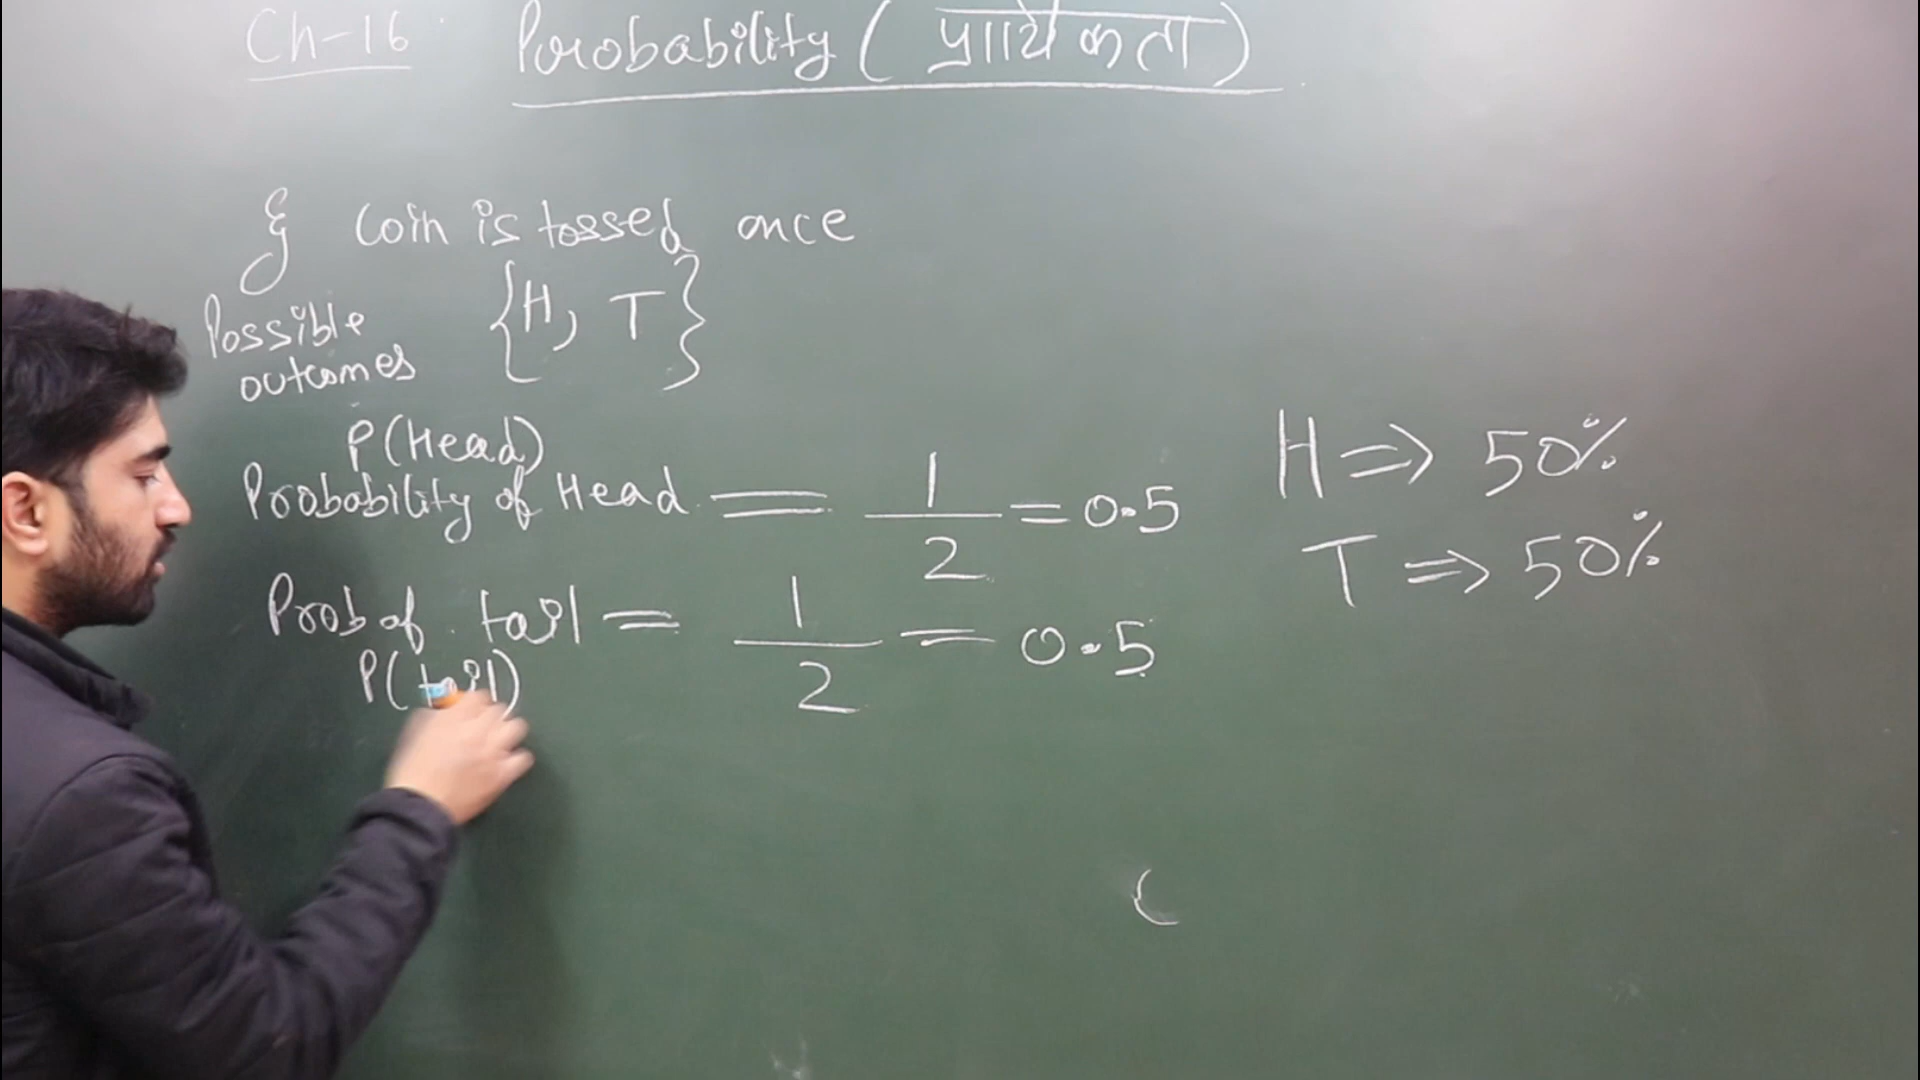 Ch-16 Probability (प्रायिकता)
If coin is tossed once
Possible outcomes {H, T}
P(Head)
Probability of Head = 1/2 = 0.5
H ⇒ 50%
T ⇒ 50%
Prob of tail = 1/2 = 0.5
P(tail)